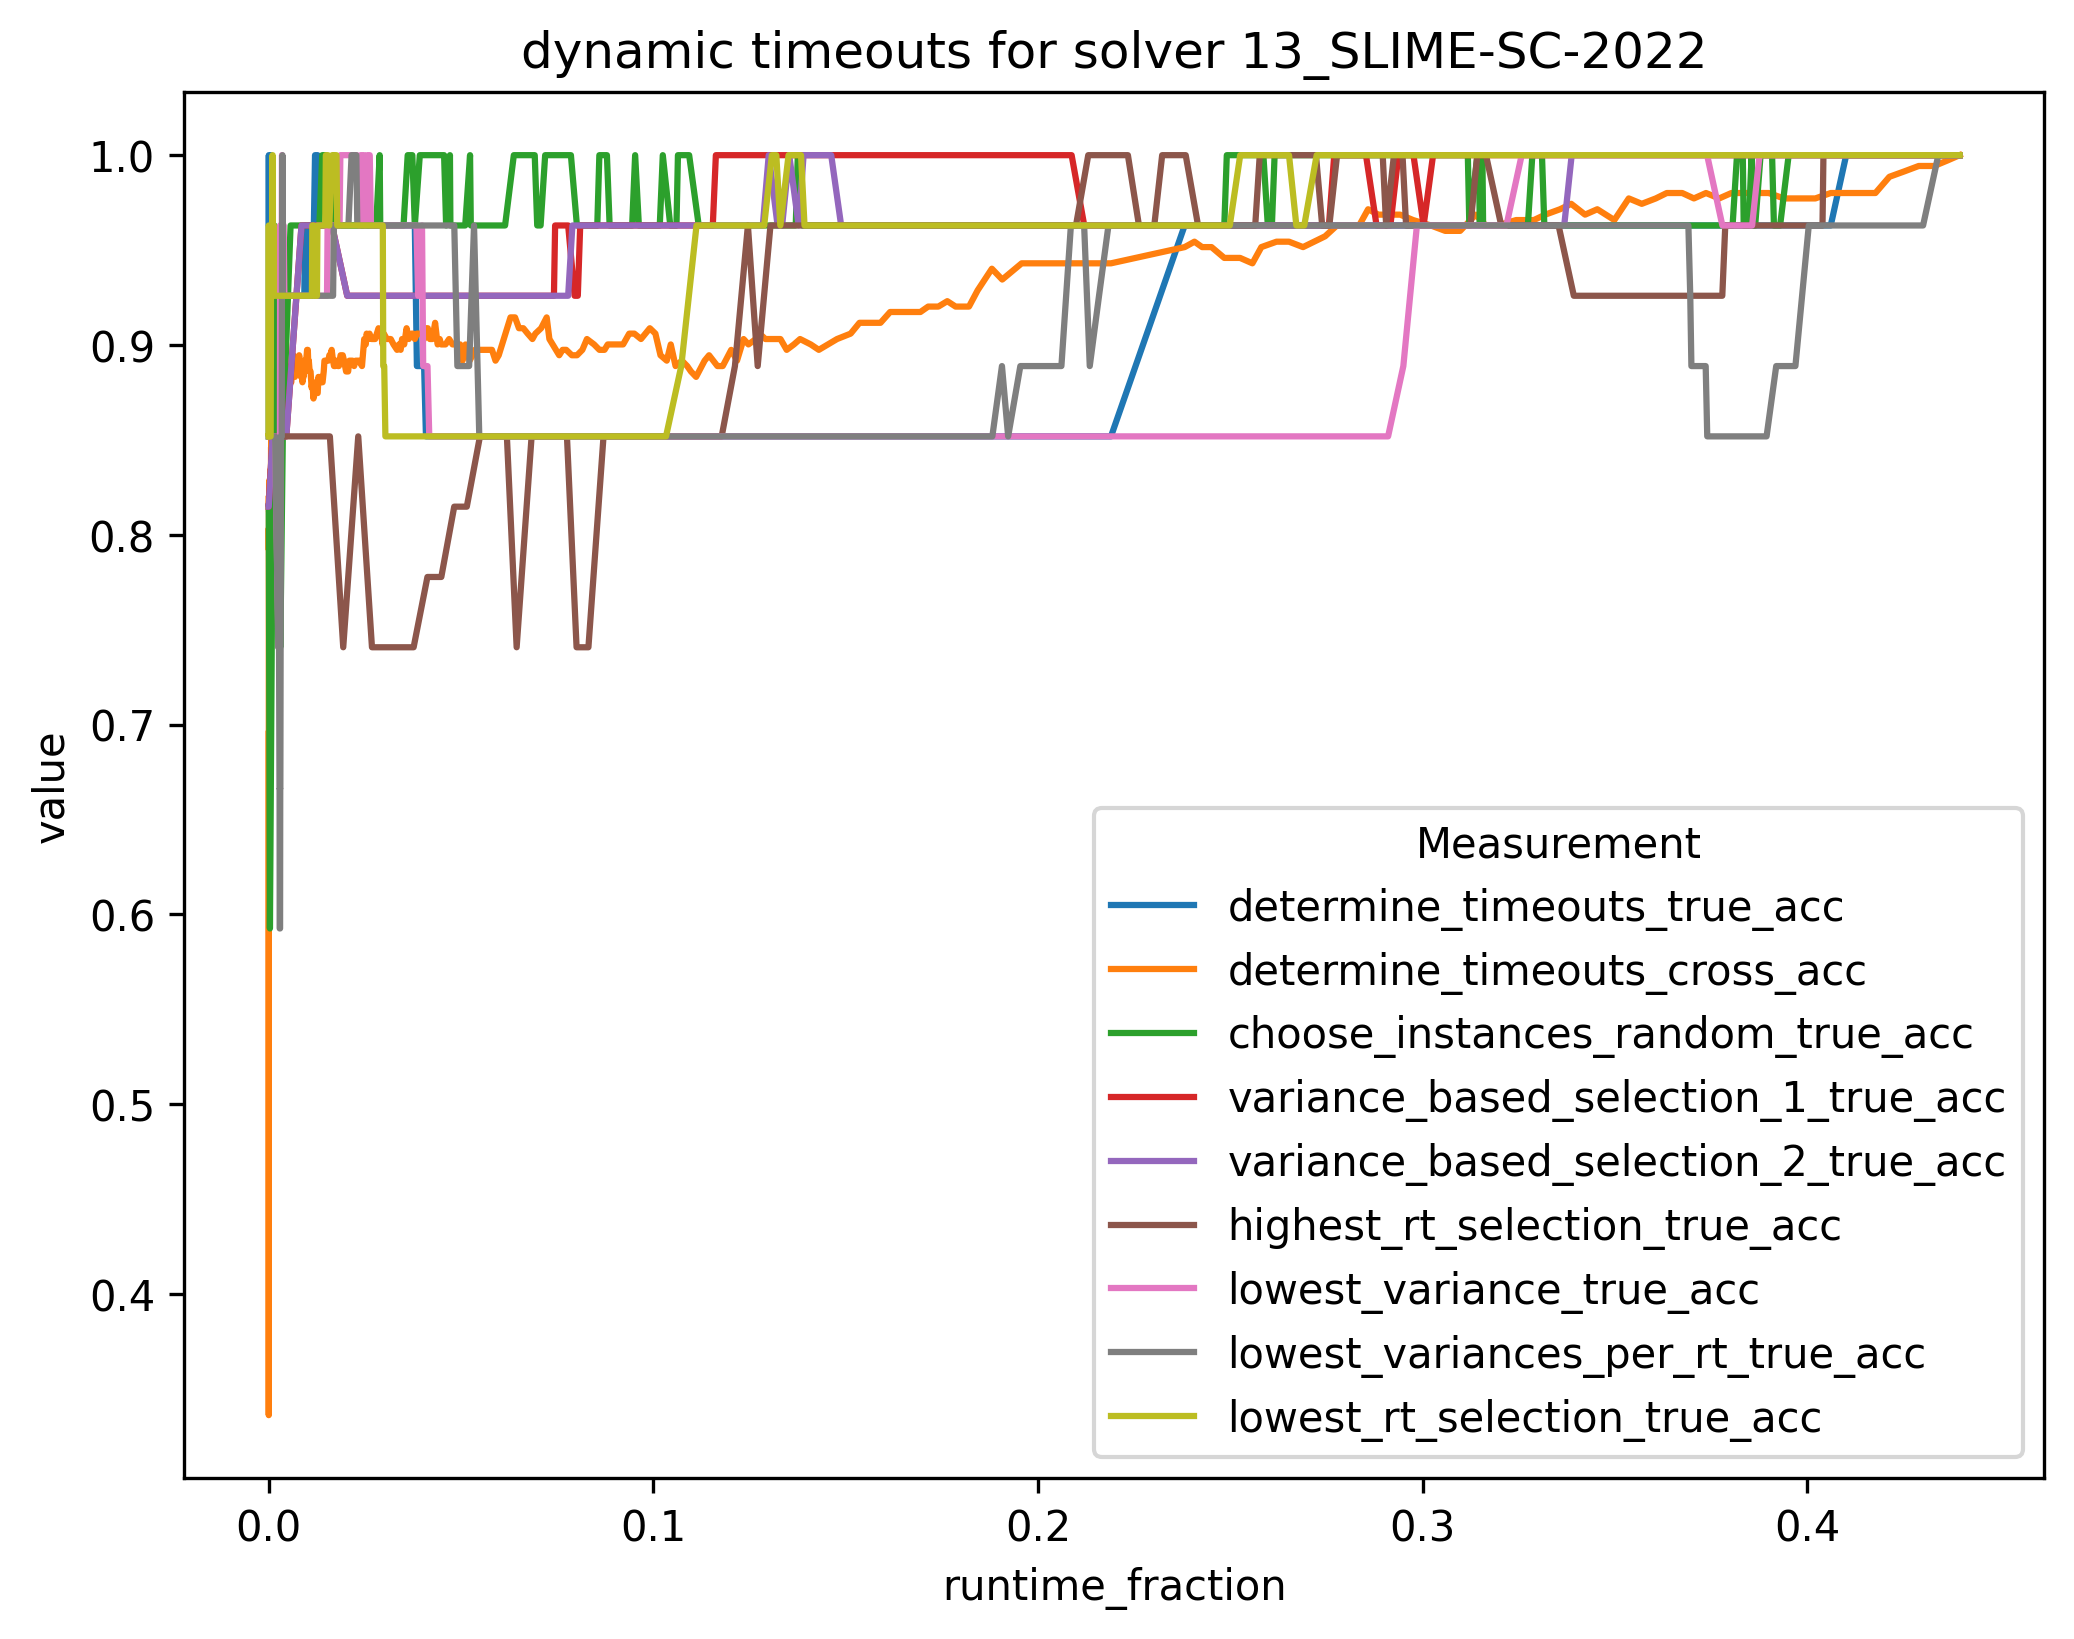 dynamic timeouts for solver 13_SLIME-SC-2022
1.0
0.9
0.8
0.7
0.6
0.5
0.4
value
Measurement
determine_timeouts_true_acc
determine_timeouts_cross_acc
choose_instances_random_true_acc
variance_based_selection_1_true_acc
variance_based_selection_2_true_acc
highest_rt_selection_true_acc
lowest_variance_true_acc
lowest_variances_per_rt_true_acc
lowest_rt_selection_true_acc
0.0 0.1 0.2 0.3 0.4
runtime_fraction